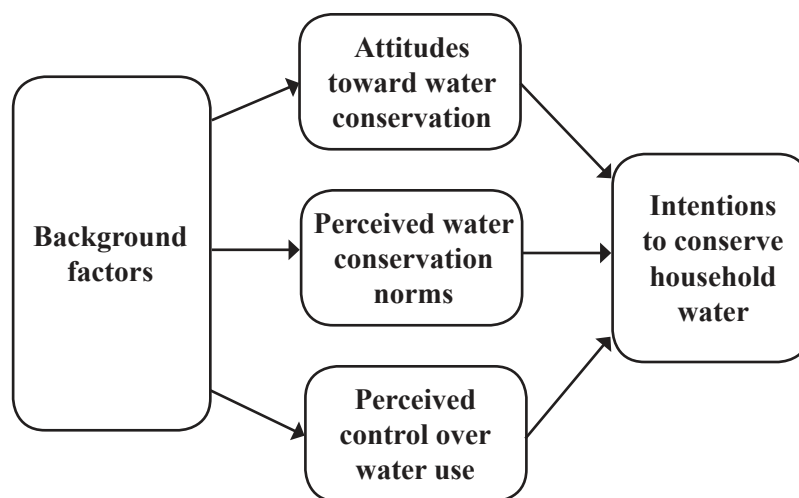 Background
factors
Attitudes
toward water
conservation
Perceived water
conservation
norms
Perceived
control over
water use
Intentions
to conserve
household
water